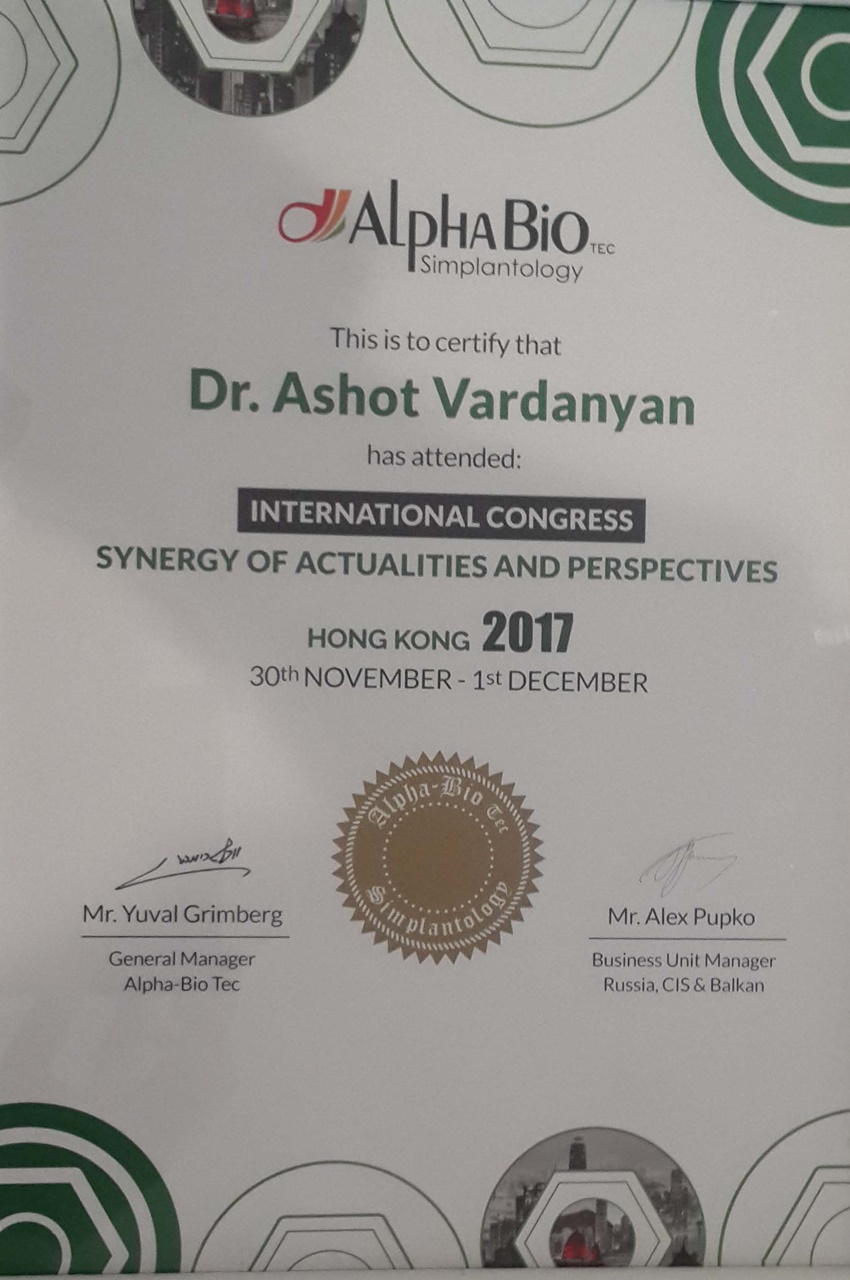 Alpha Bio TEC
Simplantology
This is to certify that
Dr. Ashot Vardanyan
has attended:
INTERNATIONAL CONGRESS
SYNERGY OF ACTUALITIES AND PERSPECTIVES
HONG KONG 2017
30th NOVEMBER - 1st DECEMBER
Alpha-Bio Tec
Simplantology
Mr. Yuval Grimberg
General Manager
Alpha-Bio Tec
Mr. Alex Pupko
Business Unit Manager
Russia, CIS & Balkan